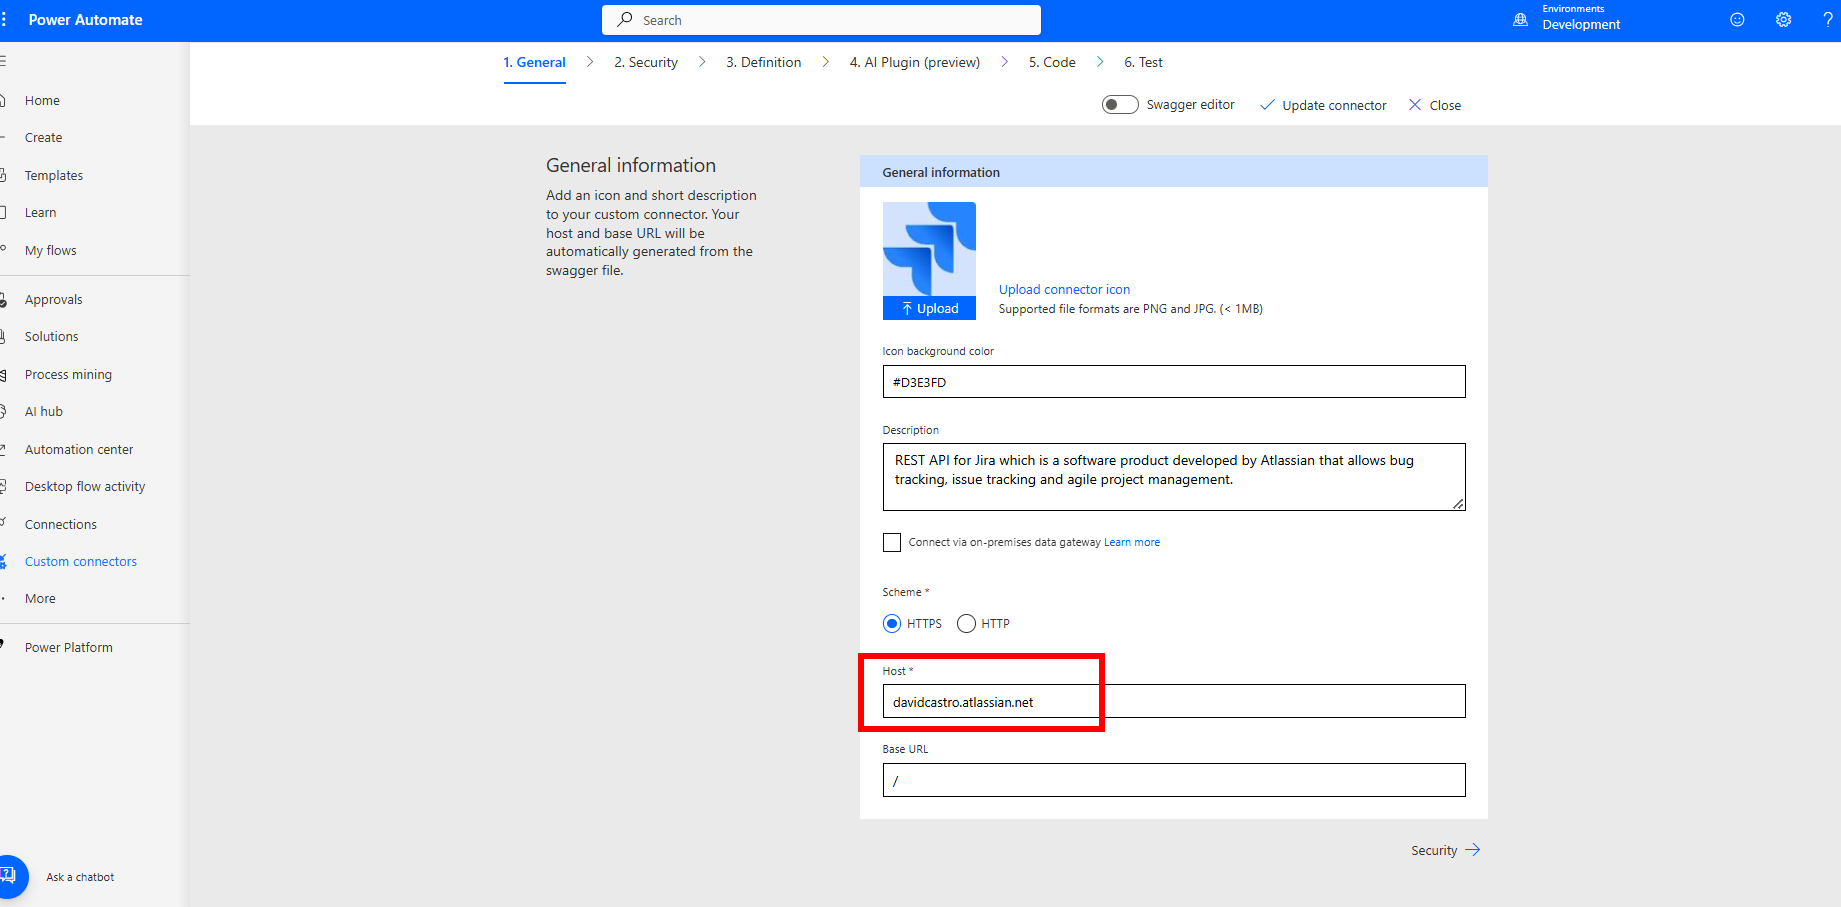 Power Automate
Search
Environments
Development
1. General
2. Security
3. Definition
4. AI Plugin (preview)
5. Code
6. Test
Swagger editor
Update connector
Close
Home
Create
Templates
Learn
My flows
Approvals
Solutions
Process mining
AI hub
Automation center
Desktop flow activity
Connections
Custom connectors
More
Power Platform
Ask a chatbot
General information
Add an icon and short description
to your custom connector. Your
host and base URL will be
automatically generated from the
swagger file.
General information
Upload
Upload connector icon
Supported file formats are PNG and JPG. (< 1MB)
Icon background color
#D3E3FD
Description
REST API for Jira which is a software product developed by Atlassian that allows bug
tracking, issue tracking and agile project management.
Connect via on-premises data gateway Learn more
Scheme *
HTTPS
HTTP
Host *
davidcastro.atlassian.net
Base URL
/
Security